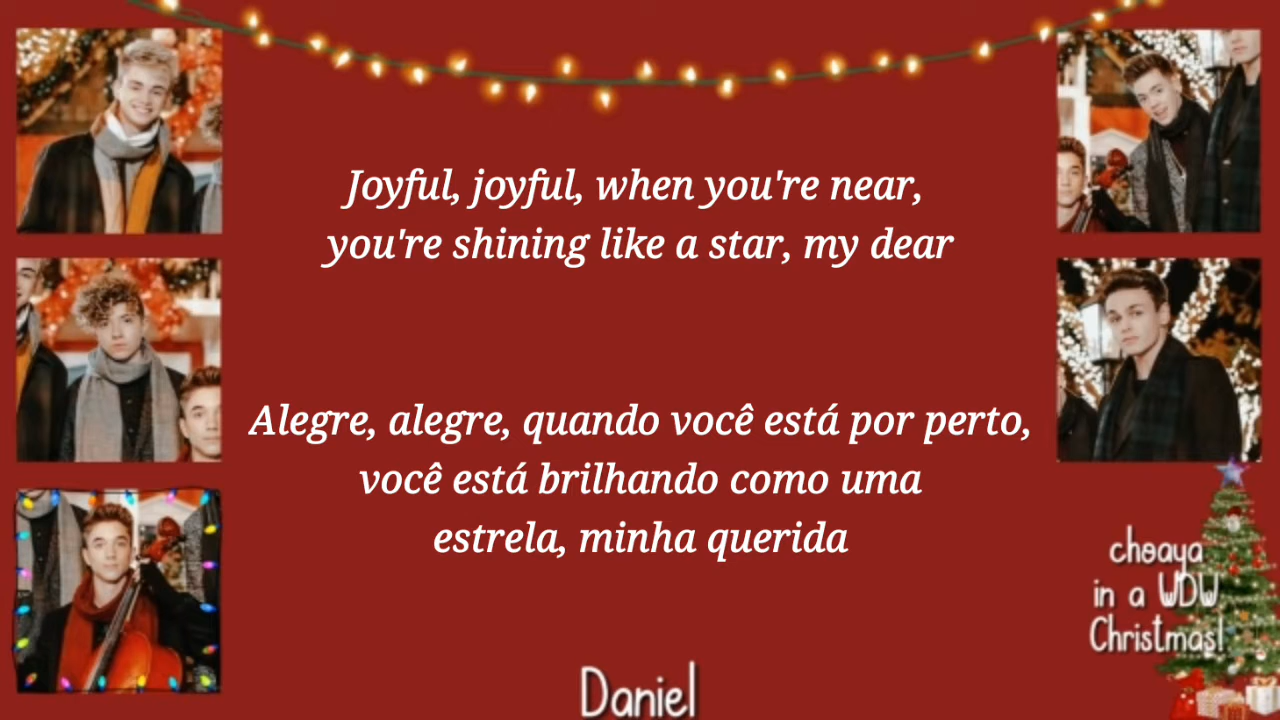 Joyful, joyful, when you're near,
you're shining like a star, my dear
Alegre, alegre, quando você está por perto,
você está brilhando como uma
estrela, minha querida
choaya
in a WDW
Christmas!
Daniel